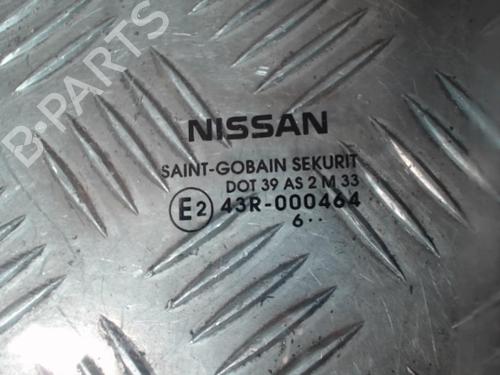 B-PARTS
NISSAN
SAINT-GOBAIN SEKURIT
DOT 39 AS 2 M 33
E2 43R-000464
6··